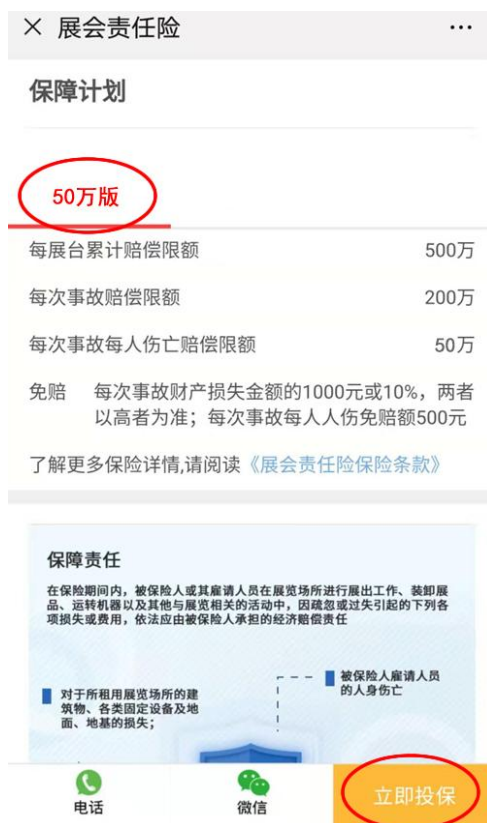 × 展会责任险 ···
保障计划
50万版
每展台累计赔偿限额 500万
每次事故赔偿限额 200万
每次事故每人伤亡赔偿限额 50万
免赔 每次事故财产损失金额的1000元或10%，两者
以高者为准；每次事故每人人伤免赔额500元
了解更多保险详情,请阅读《展会责任险保险条款》
保障责任
在保险期间内，被保险人或其雇请人员在展览场所进行展出工作、装卸展
品、运转机器以及其他与展览相关的活动中，因疏忽或过失引起的下列各
项损失或费用，依法应由被保险人承担的经济赔偿责任
被保险人雇请人员
的人身伤亡
对于所租用展览场所的建
筑物、各类固定设备及地
面、地基的损失；
电话 微信 立即投保